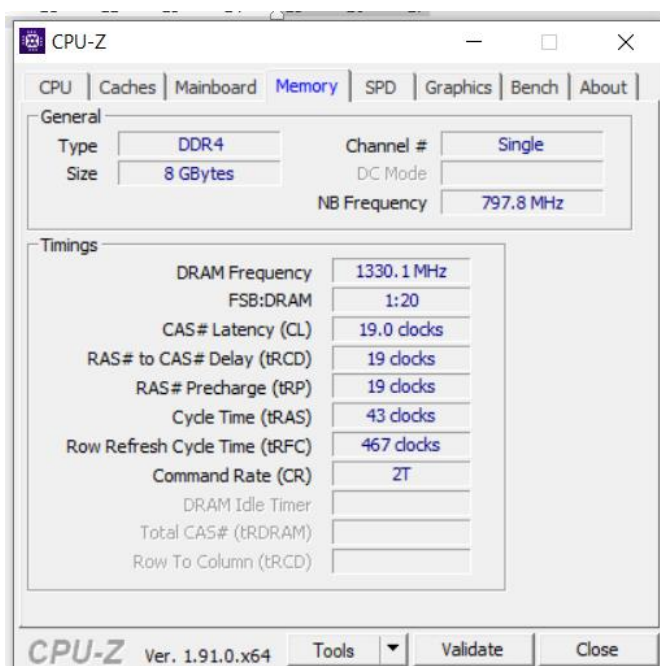 CPU-Z
CPU Caches Mainboard Memory SPD Graphics Bench About
General
Type DDR4 Channel # Single
Size 8 GBytes DC Mode
NB Frequency 797.8 MHz
Timings
DRAM Frequency 1330.1 MHz
FSB:DRAM 1:20
CAS# Latency (CL) 19.0 clocks
RAS# to CAS# Delay (tRCD) 19 clocks
RAS# Precharge (tRP) 19 clocks
Cycle Time (tRAS) 43 clocks
Row Refresh Cycle Time (tRFC) 467 clocks
Command Rate (CR) 2T
DRAM Idle Timer
Total CAS# (tRDRAM)
Row To Column (tRCD)
CPU-Z Ver. 1.91.0.x64 Tools Validate Close